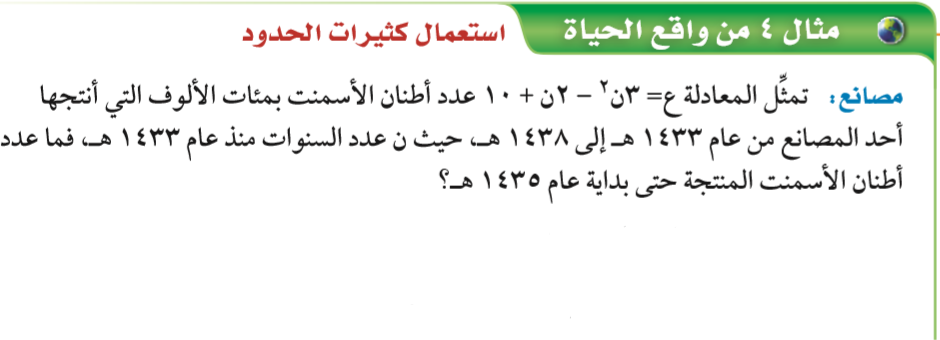 مثال ٤ من واقع الحياة استعمال كثيرات الحدود
مصانع: تمثِّل المعادلة ع= ٣ن٢ − ٢ن + ١٠ عدد أطنان الأسمنت بمئات الألوف التي أنتجها
أحد المصانع من عام ١٤٣٣ هـ إلى ١٤٣٨ هـ، حيث ن عدد السنوات منذ عام ١٤٣٣ هـ، فما عدد
أطنان الأسمنت المنتجة حتى بداية عام ١٤٣٥ هـ؟